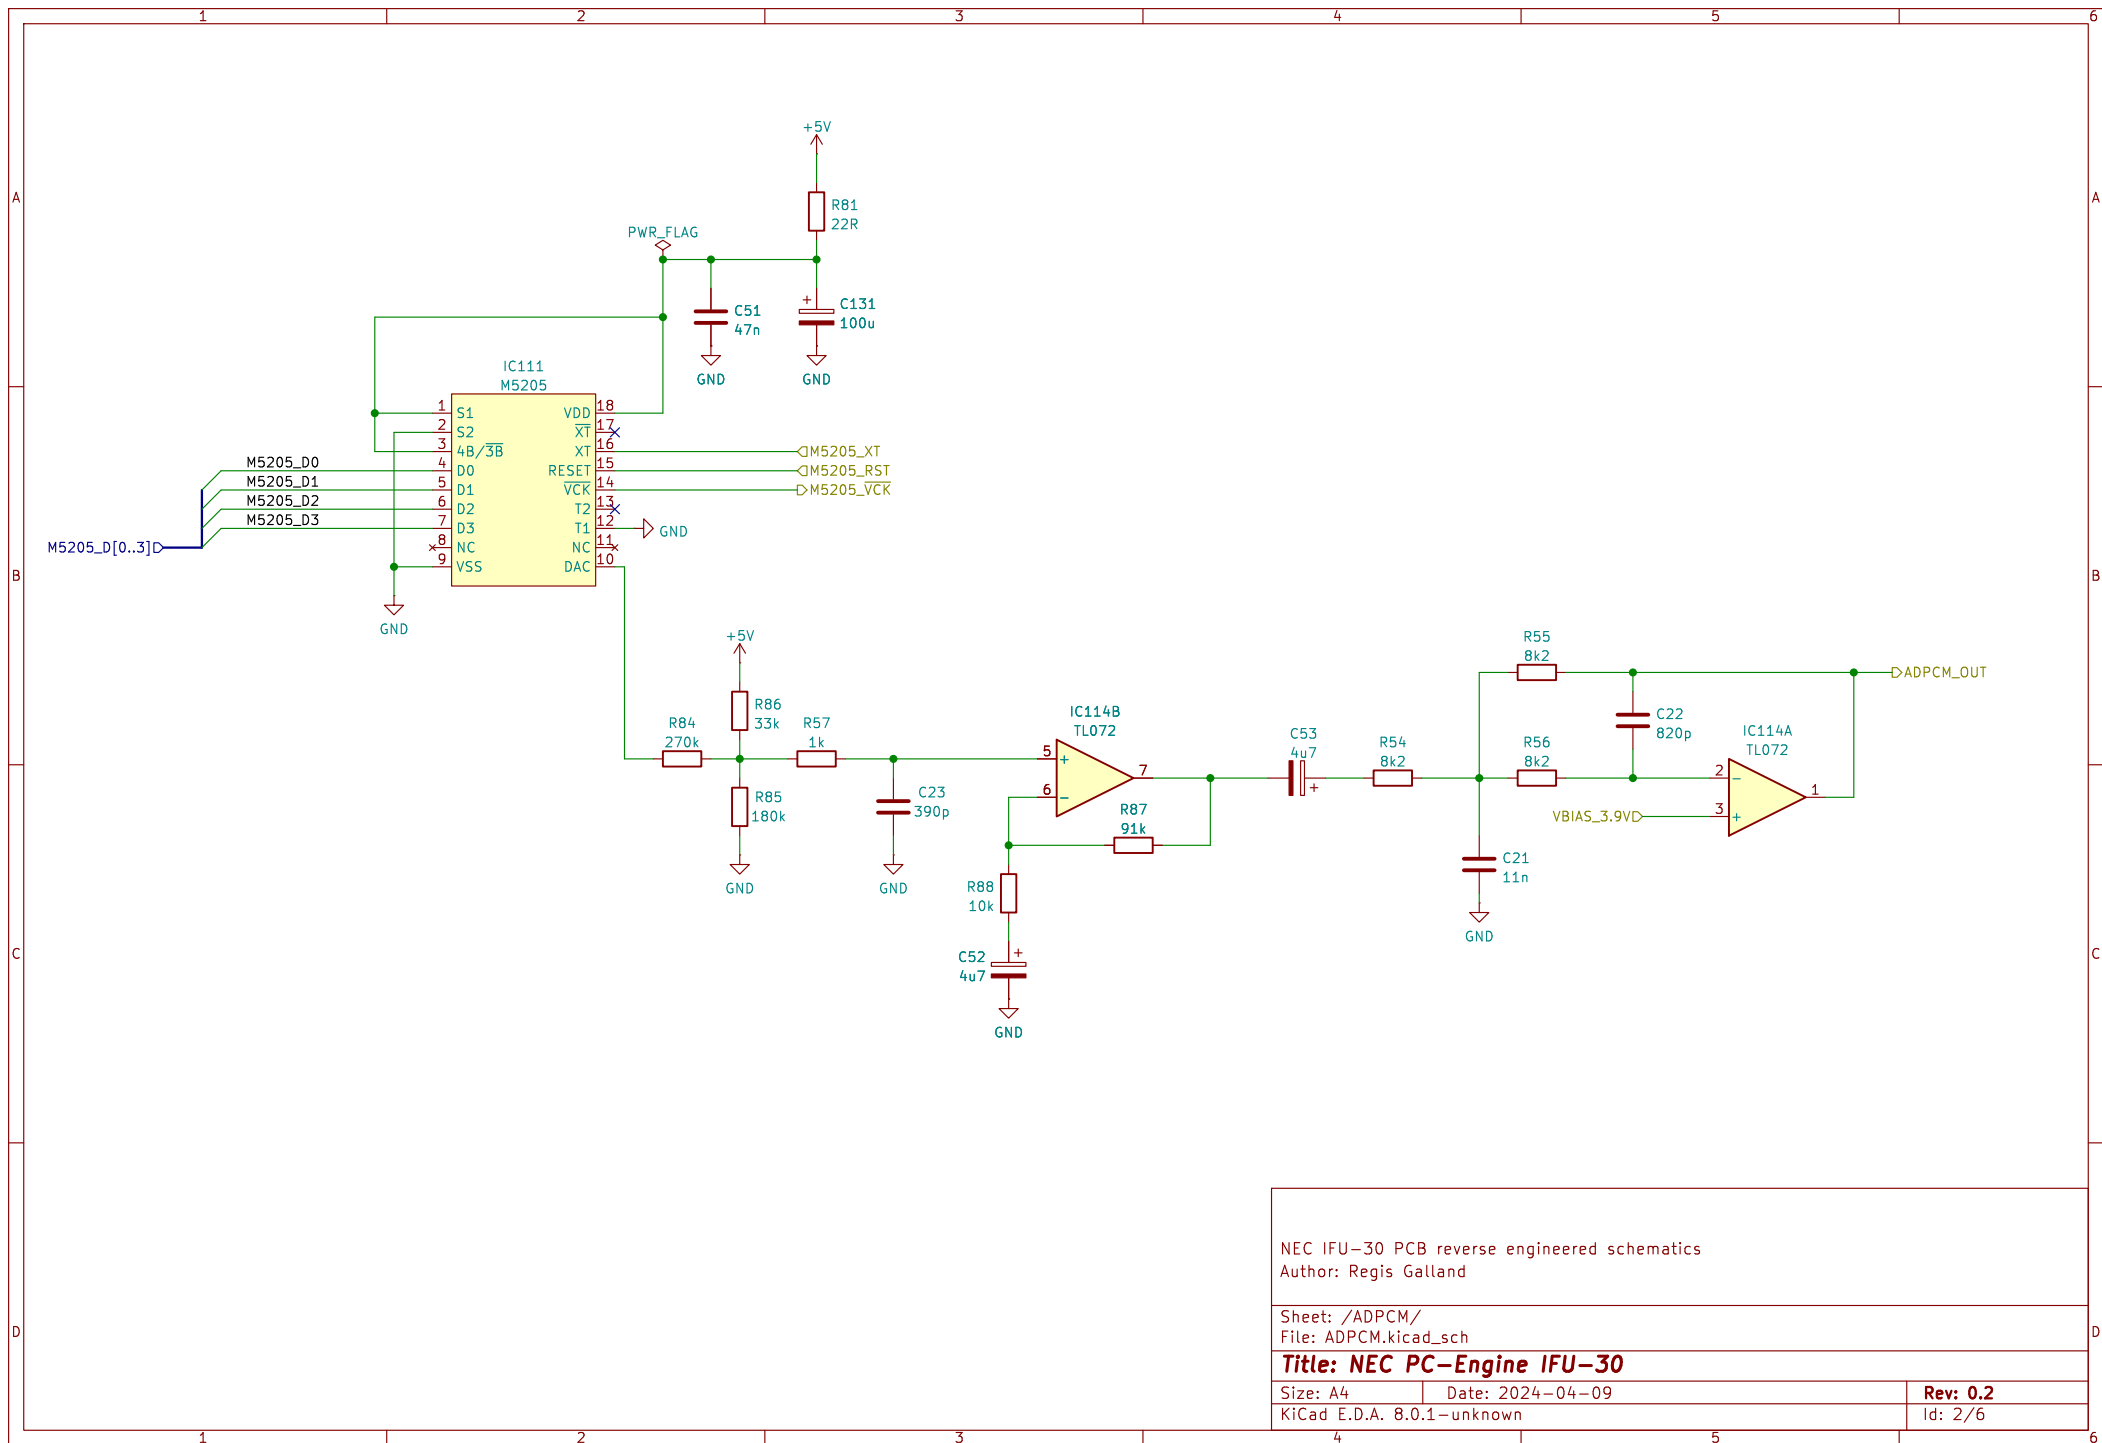 1 2 3 4 5 6
A A
+5V
R81
22R
PWR_FLAG
C51
47n
+
C131
100u
GND
GND
IC111
M5205
1 S1
2 S2
3 4B/3B
4 D0
5 D1
6 D2
7 D3
8 NC
9 VSS
VDD 18
XT 17
XT 16
RESET 15
VCK 14
T2 13
T1 12
NC 11
DAC 10
M5205_D0
M5205_D1
M5205_D2
M5205_D3
M5205_D[0..3]
M5205_XT
M5205_RST
M5205_VCK
GND
GND
B B
+5V
R86
33k
R84
270k
R57
1k
R85
180k
GND
C23
390p
GND
IC114B
TL072
5 +
6 −
7
R87
91k
R88
10k
C52
4u7
+
GND
C53
4u7
+
R54
8k2
R55
8k2
R56
8k2
C22
820p
C21
11n
GND
VBIAS_3.9V
IC114A
TL072
2 −
3 +
1
ADPCM_OUT
C C
NEC IFU-30 PCB reverse engineered schematics
Author: Regis Galland
Sheet: /ADPCM/
File: ADPCM.kicad_sch
Title: NEC PC-Engine IFU-30
Size: A4 Date: 2024-04-09 Rev: 0.2
KiCad E.D.A. 8.0.1-unknown Id: 2/6
D D
1 2 3 4 5 6